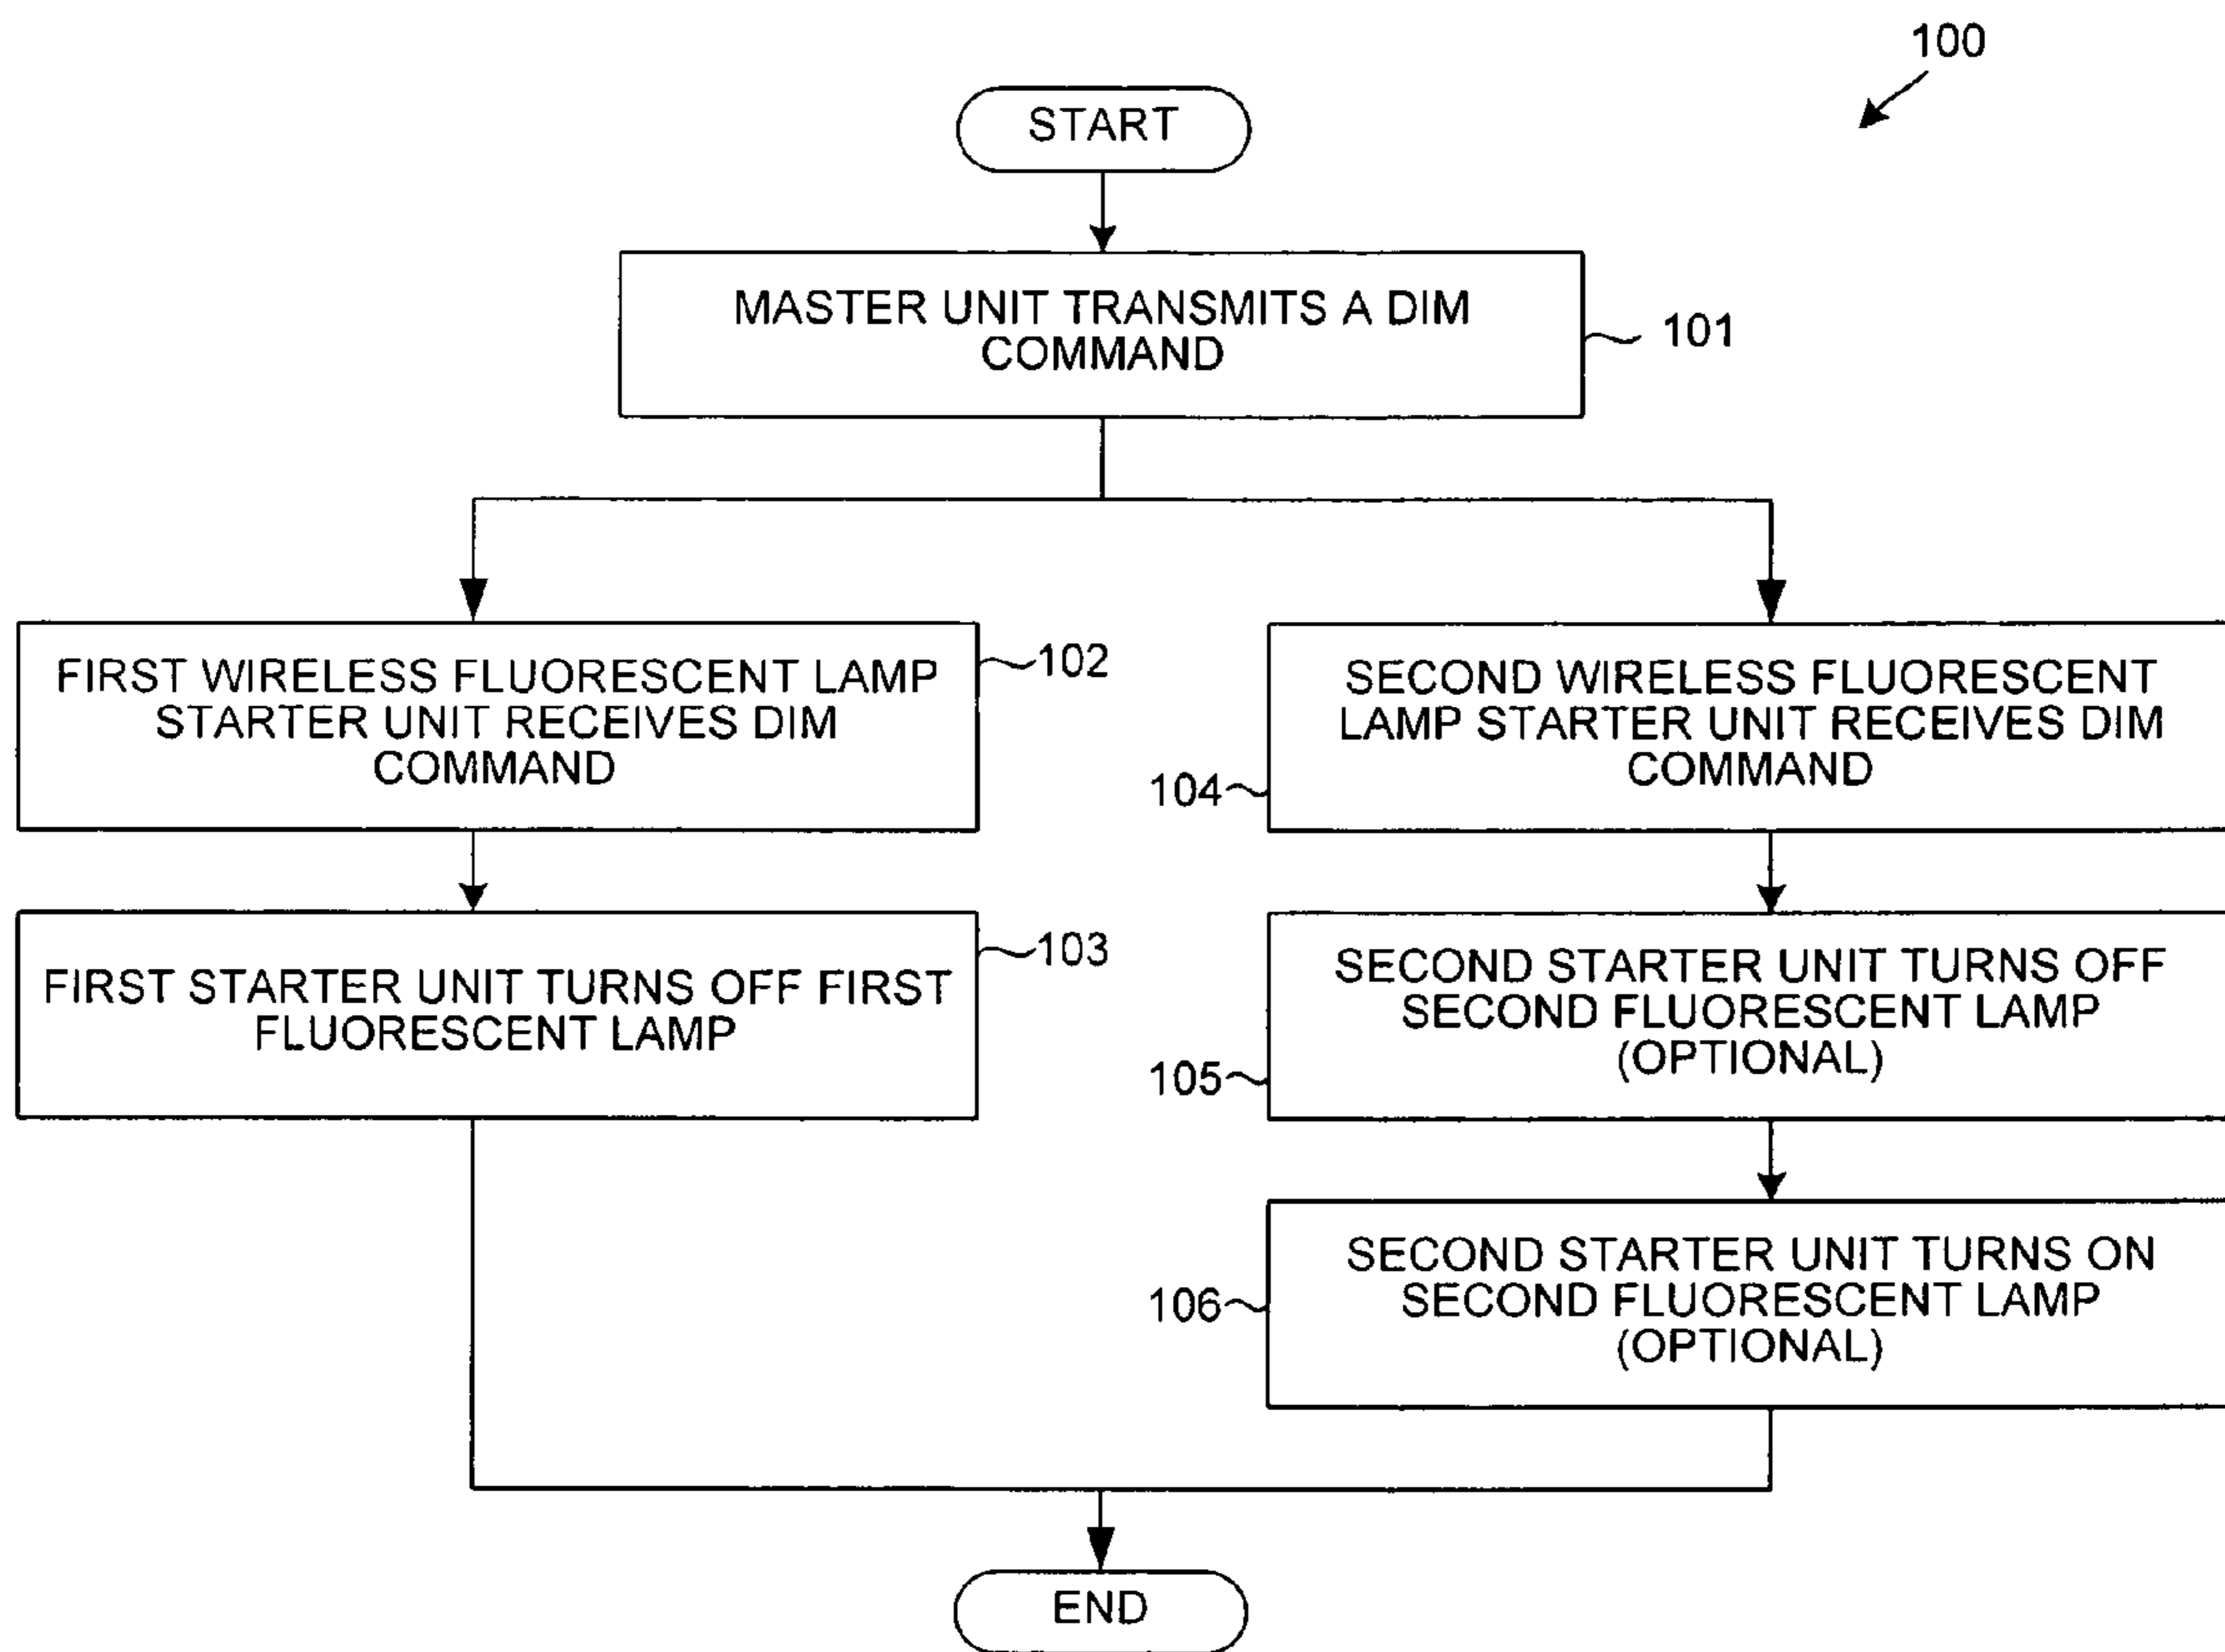 100
START
MASTER UNIT TRANSMITS A DIM
COMMAND
101
FIRST WIRELESS FLUORESCENT LAMP
STARTER UNIT RECEIVES DIM
COMMAND
102
FIRST STARTER UNIT TURNS OFF FIRST
FLUORESCENT LAMP
103
SECOND WIRELESS FLUORESCENT
LAMP STARTER UNIT RECEIVES DIM
COMMAND
104
SECOND STARTER UNIT TURNS OFF
SECOND FLUORESCENT LAMP
(OPTIONAL)
105
SECOND STARTER UNIT TURNS ON
SECOND FLUORESCENT LAMP
(OPTIONAL)
106
END